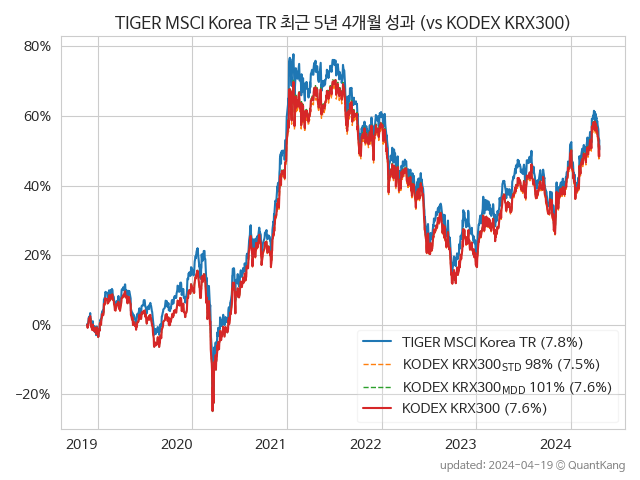 TIGER MSCI Korea TR 최근 5년 4개월 성과 (vs KODEX KRX300)
80%
60%
40%
20%
0%
−20%
TIGER MSCI Korea TR (7.8%)
KODEX KRX300STD 98% (7.5%)
KODEX KRX300MDD 101% (7.6%)
KODEX KRX300 (7.6%)
2019 2020 2021 2022 2023 2024
updated: 2024-04-19 © QuantKang